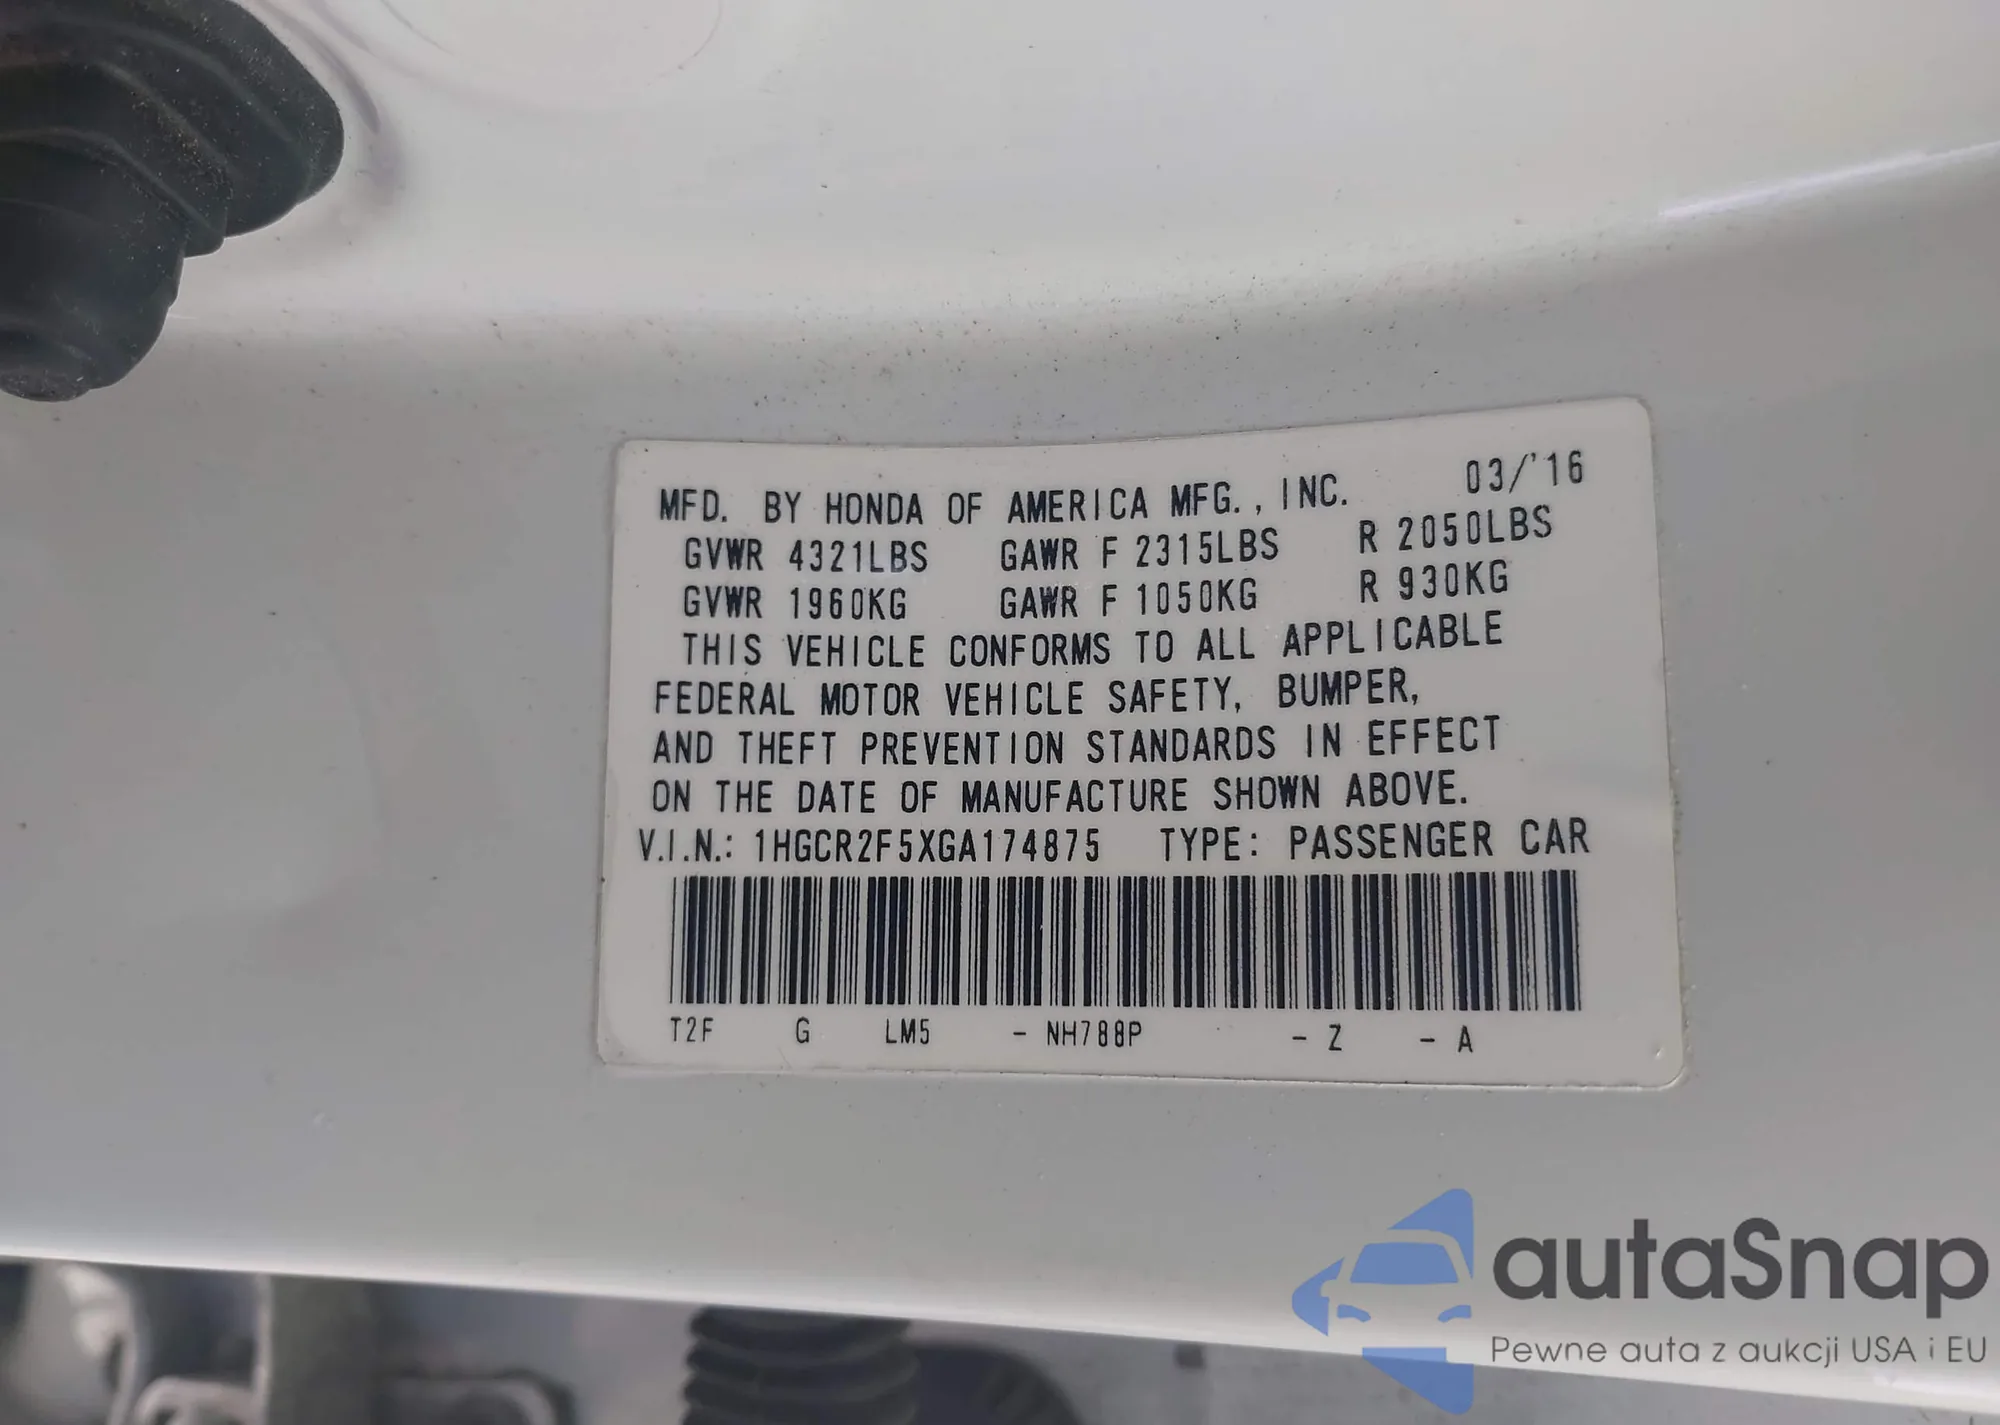 MFD. BY HONDA OF AMERICA MFG., INC. 03/'16
GVWR 4321LBS GAWR F 2315LBS R 2050LBS
GVWR 1960KG GAWR F 1050KG R 930KG
THIS VEHICLE CONFORMS TO ALL APPLICABLE
FEDERAL MOTOR VEHICLE SAFETY, BUMPER,
AND THEFT PREVENTION STANDARDS IN EFFECT
ON THE DATE OF MANUFACTURE SHOWN ABOVE.
V.I.N.: 1HGCR2F5XGA174875 TYPE: PASSENGER CAR
T2F G LM5 - NH788P - Z - A
autaSnap
Pewne auta z aukcji USA i EU